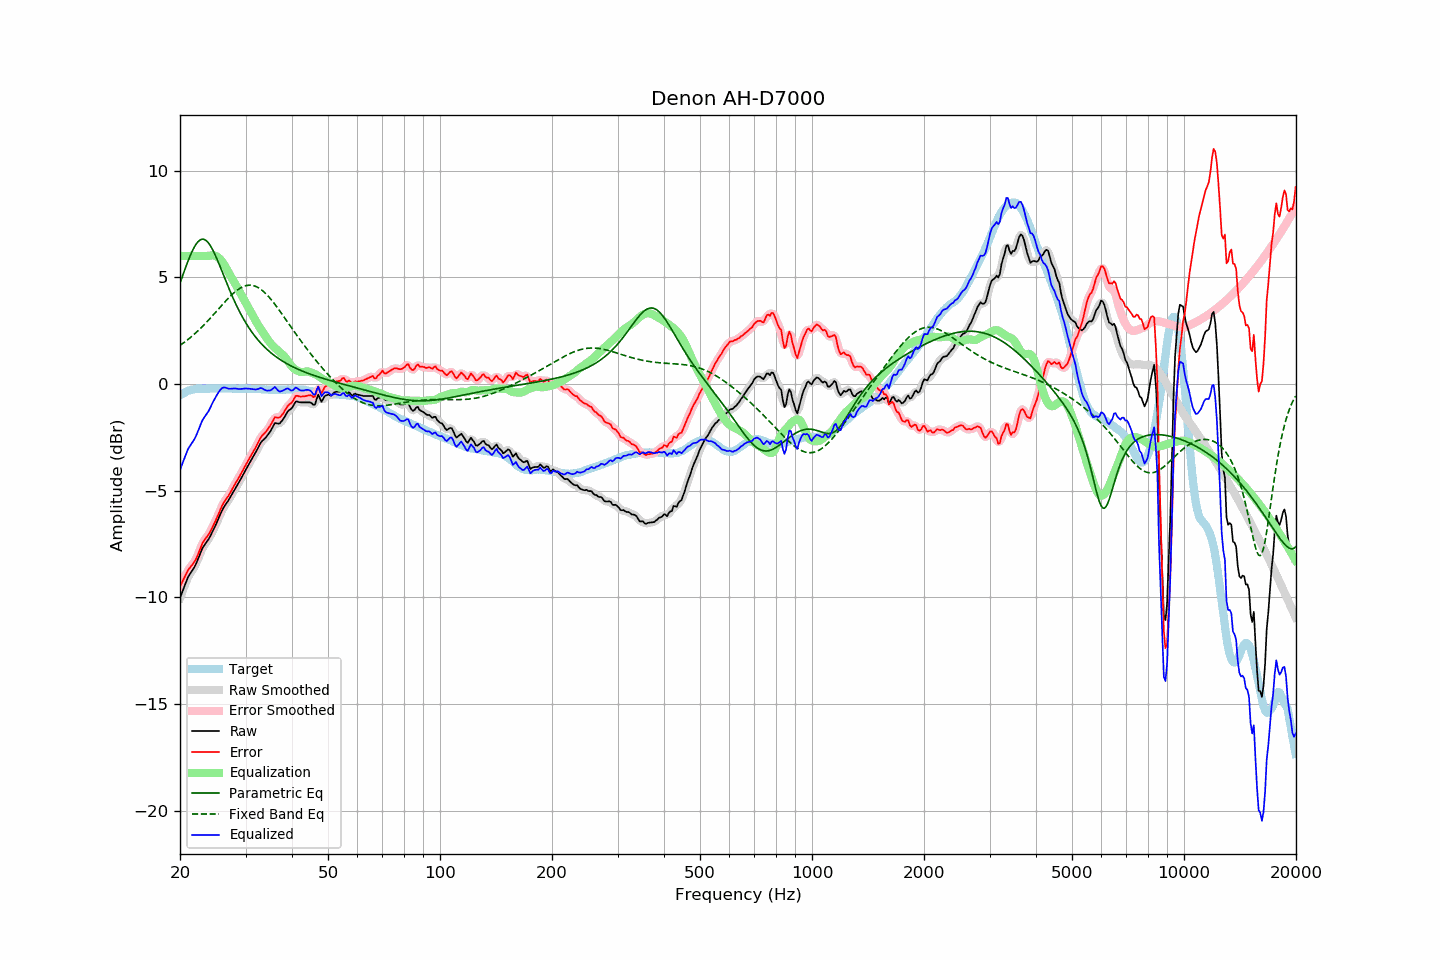 Denon AH-D7000
Amplitude (dBr)
10
5
0
−5
−10
−15
−20
Target
Raw Smoothed
Error Smoothed
Raw
Error
Equalization
Parametric Eq
Fixed Band Eq
Equalized
20 50 100 200 500 1000 2000 5000 10000 20000
Frequency (Hz)